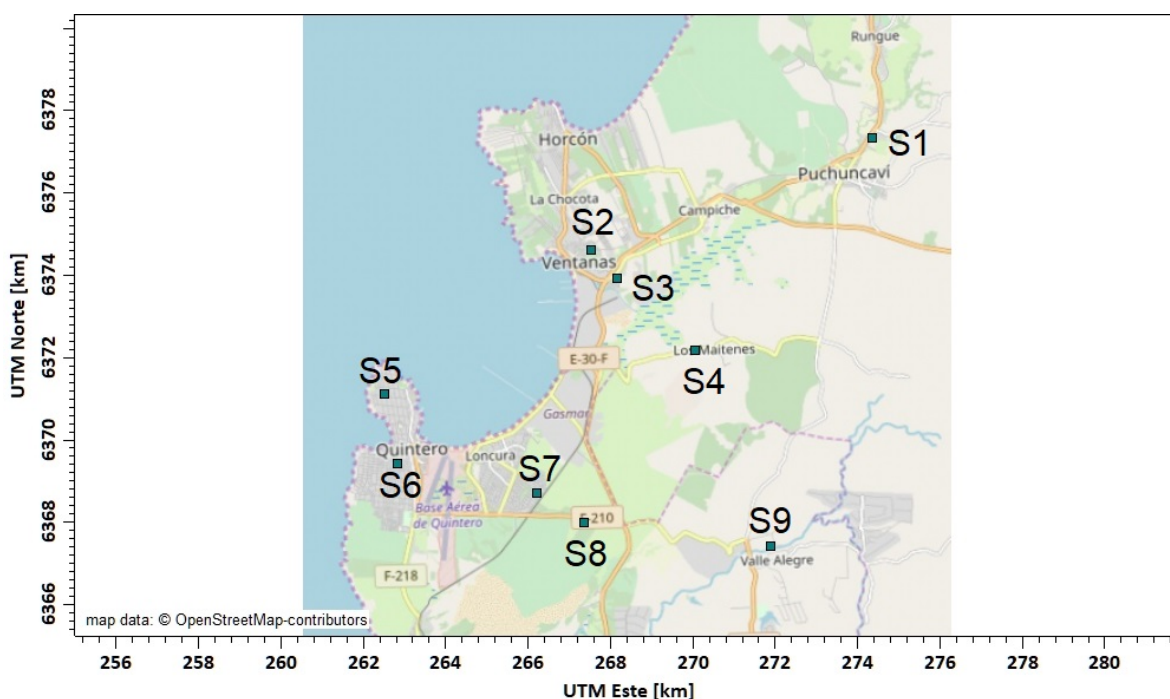 Rungue
6378
S1
Horcón
Puchuncaví
6376
La Chocota
Campiche
S2
6374
Ventanas
S3
UTM Norte [km]
6372
Los Maitenes
E-30-F
S5
S4
6370
Gasmar
Quintero
Loncura
S7
S6
6368
Base Aérea
de Quintero
F-210
S9
S8
Valle Alegre
F-218
6366
map data: © OpenStreetMap-contributors
256 258 260 262 264 266 268 270 272 274 276 278 280
UTM Este [km]